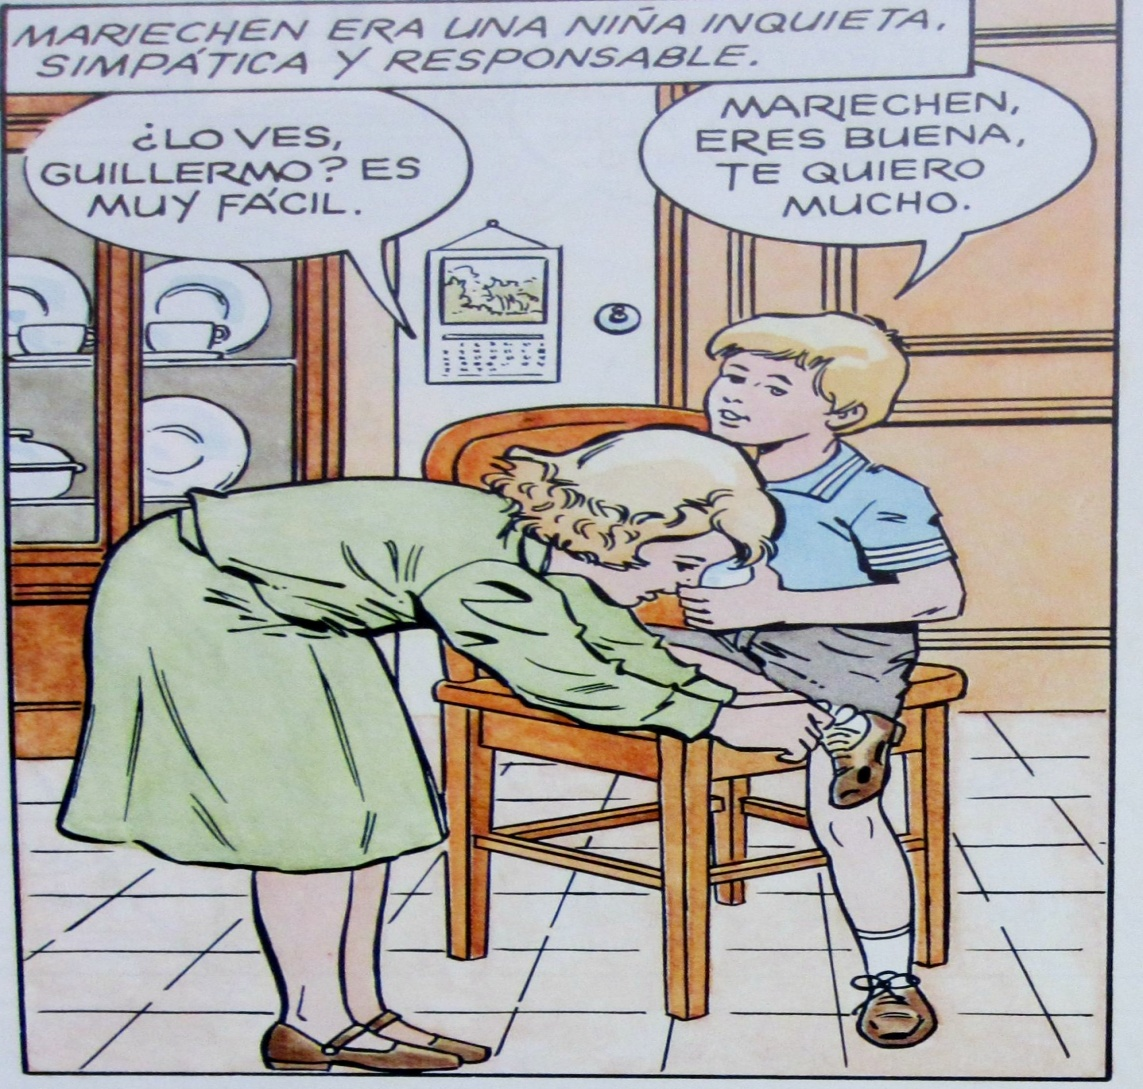 MARIECHEN ERA UNA NIÑA INQUIETA,
SIMPÁTICA Y RESPONSABLE.
¿LO VES,
GUILLERMO? ES
MUY FÁCIL.
MARIECHEN,
ERES BUENA,
TE QUIERO
MUCHO.
8